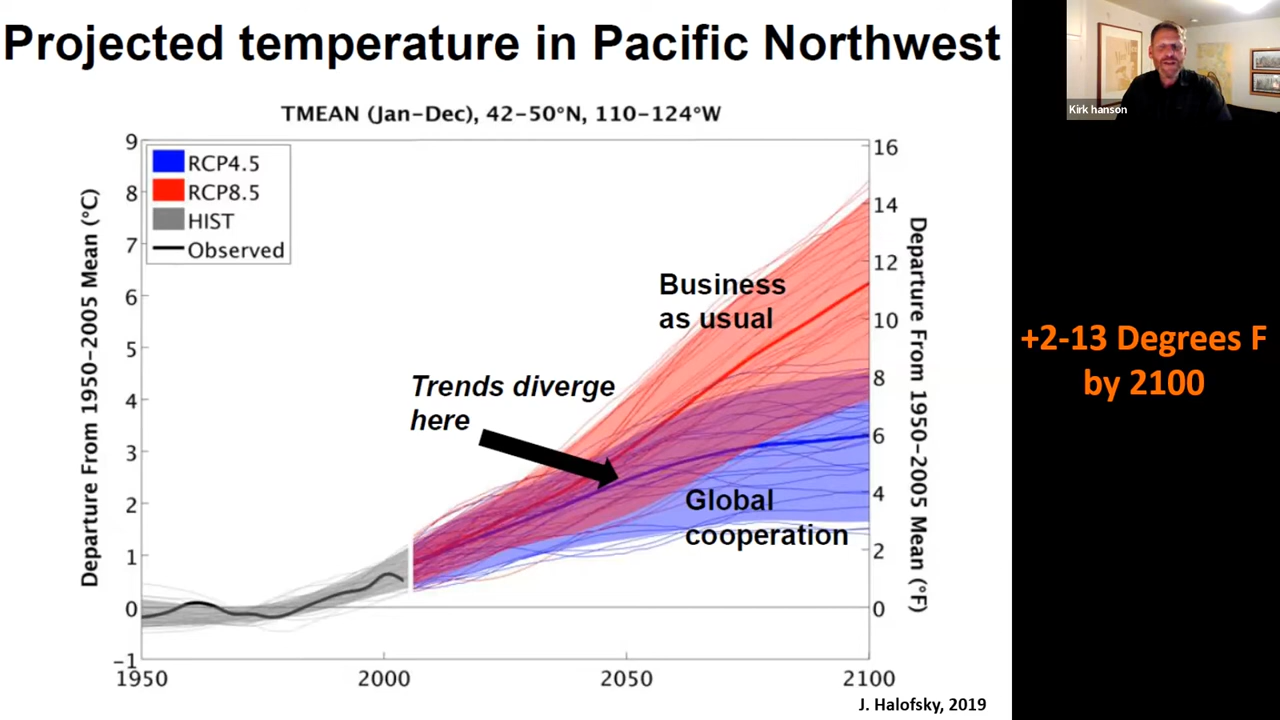 Projected temperature in Pacific Northwest
TMEAN (Jan-Dec), 42-50°N, 110-124°W
RCP4.5
RCP8.5
HIST
Observed
9
8
7
6
5
4
3
2
1
0
-1
Departure From 1950-2005 Mean (°C)
16
14
12
10
8
6
4
2
0
Departure From 1950-2005 Mean (°F)
Business
as usual
Trends diverge
here
Global
cooperation
1950
2000
2050
2100
J. Halofsky, 2019
Kirk hanson
+2-13 Degrees F
by 2100